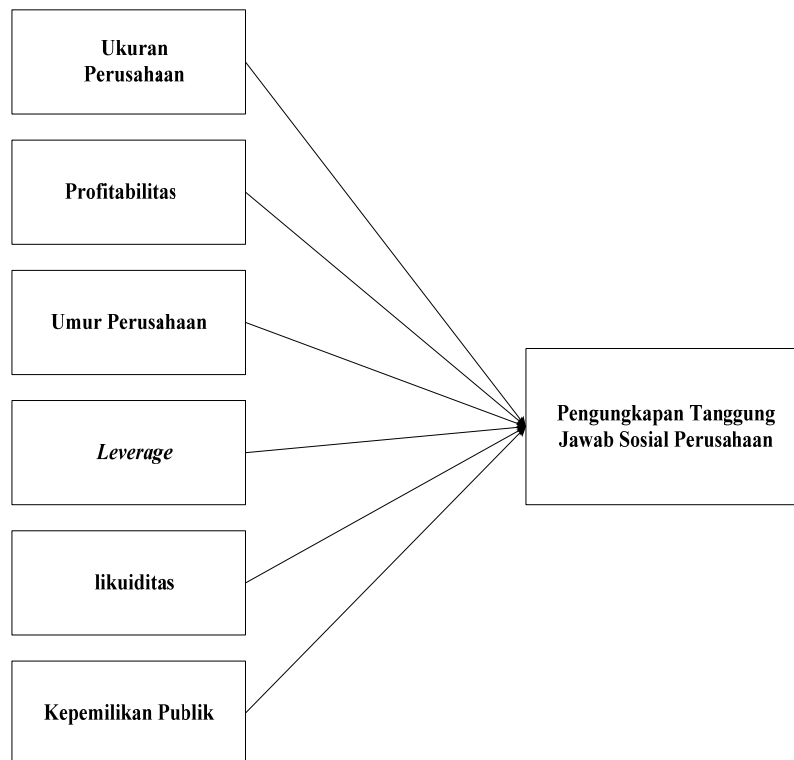 Ukuran
Perusahaan
Profitabilitas
Umur Perusahaan
Leverage
likuiditas
Kepemilikan Publik
Pengungkapan Tanggung
Jawab Sosial Perusahaan